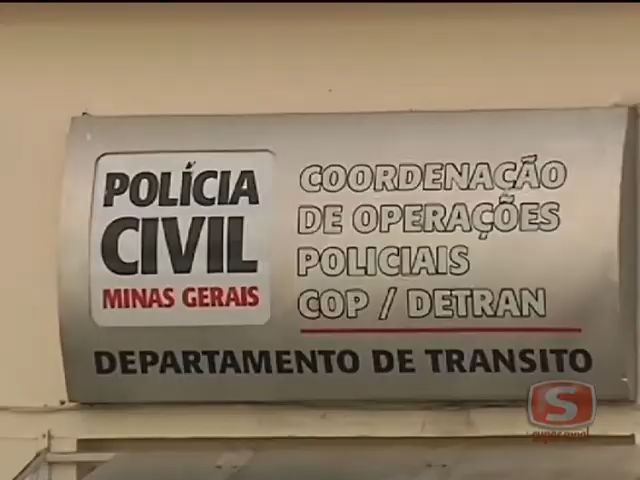 POLÍCIA
CIVIL
MINAS GERAIS
COORDENAÇÃO
DE OPERAÇÕES
POLICIAIS
COP / DETRAN
DEPARTAMENTO DE TRANSITO
S